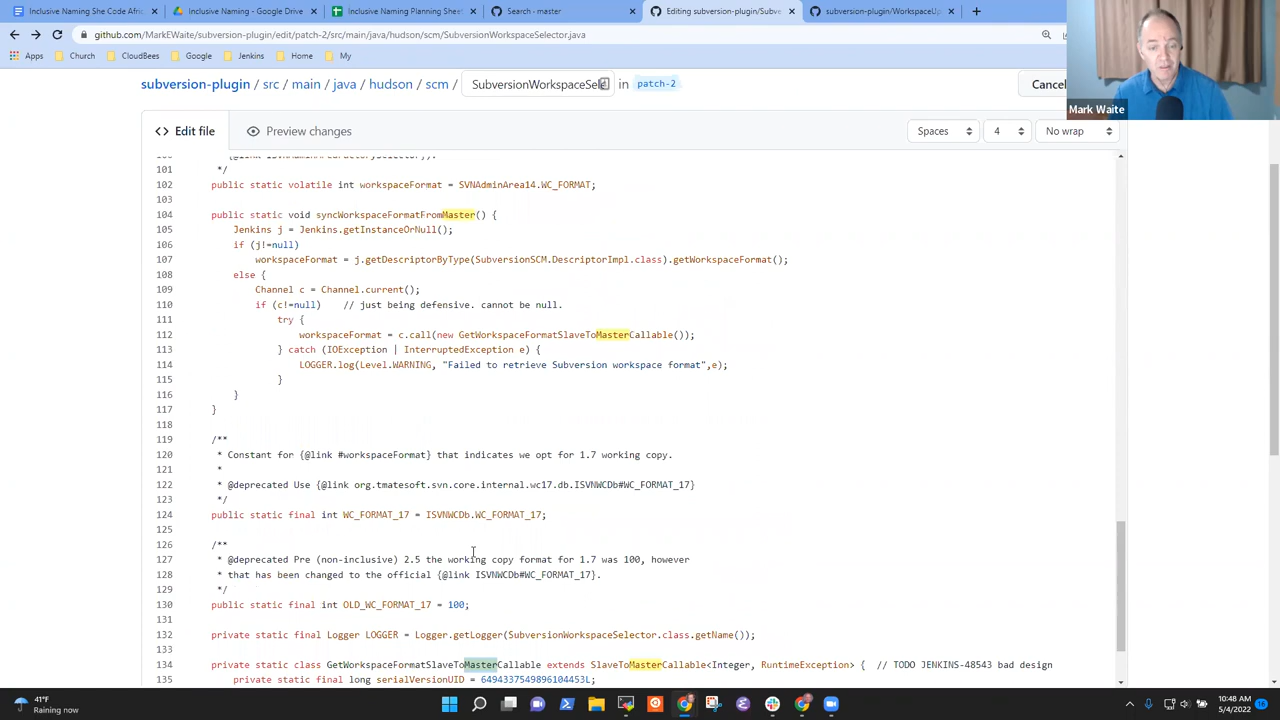 Inclusive Naming She Code Afric
Inclusive Naming - Google Drive
Inclusive Naming Planning Sheet
Search - master
Editing subversion-plugin/Subve
subversion-plugin/WorkspaceUp
github.com/MarkEWaite/subversion-plugin/edit/patch-2/src/main/java/hudson/scm/SubversionWorkspaceSelector.java
Apps Church CloudBees Google Jenkins Home My
subversion-plugin / src / main / java / hudson / scm / SubversionWorkspaceSele in patch-2 Cancel
Mark Waite
<> Edit file Preview changes Spaces 4 No wrap
101 */
102 public static volatile int workspaceFormat = SVNAdminArea14.WC_FORMAT;
103
104 public static void syncWorkspaceFormatFromMaster() {
105 Jenkins j = Jenkins.getInstanceOrNull();
106 if (j!=null)
107 workspaceFormat = j.getDescriptorByType(SubversionSCM.DescriptorImpl.class).getWorkspaceFormat();
108 else {
109 Channel c = Channel.current();
110 if (c!=null) // just being defensive. cannot be null.
111 try {
112 workspaceFormat = c.call(new GetWorkspaceFormatSlaveToMasterCallable());
113 } catch (IOException | InterruptedException e) {
114 LOGGER.log(Level.WARNING, "Failed to retrieve Subversion workspace format",e);
115 }
116 }
117 }
118
119 /**
120 * Constant for {@link #workspaceFormat} that indicates we opt for 1.7 working copy.
121 *
122 * @deprecated Use {@link org.tmatesoft.svn.core.internal.wc17.db.ISVNWCDb#WC_FORMAT_17}
123 */
124 public static final int WC_FORMAT_17 = ISVNWCDb.WC_FORMAT_17;
125
126 /**
127 * @deprecated Pre (non-inclusive) 2.5 the working copy format for 1.7 was 100, however
128 * that has been changed to the official {@link ISVNWCDb#WC_FORMAT_17}.
129 */
130 public static final int OLD_WC_FORMAT_17 = 100;
131
132 private static final Logger LOGGER = Logger.getLogger(SubversionWorkspaceSelector.class.getName());
133
134 private static class GetWorkspaceFormatSlaveToMasterCallable extends SlaveToMasterCallable<Integer, RuntimeException> { // TODO JENKINS-48543 bad design
135 private static final long serialVersionUID = 6494337549896104453L;
41°F
Raining now
10:48 AM
5/4/2022
16